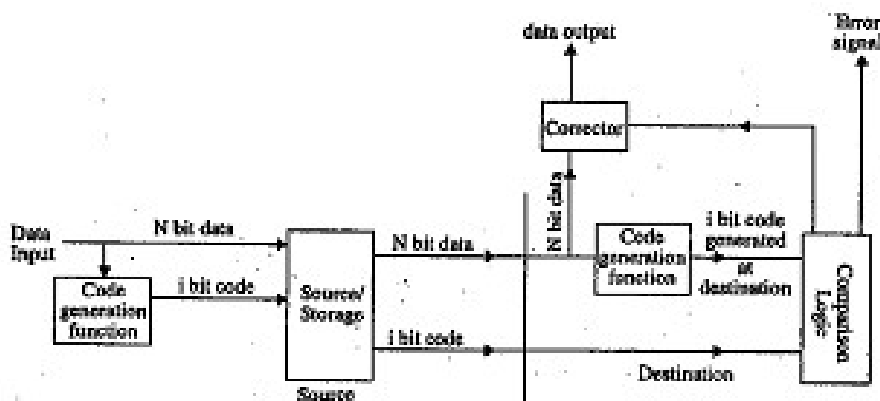 Error
signal
data output
Corrector
N bit data
N bit data
Data
Input
N bit data
Code
generation
function
i bit code
generated
at
destination
Code
generation
function
i bit code
Source/
Storage
Comparison
Logic
i bit code
Destination
Source